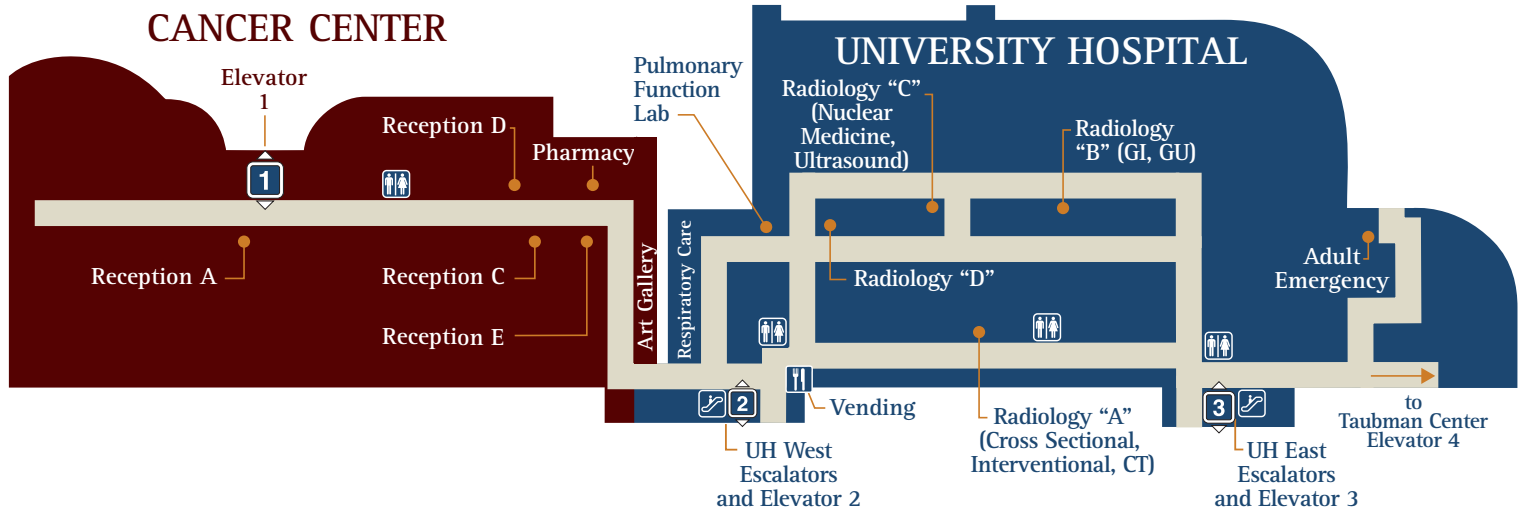 CANCER CENTER
Elevator
1
1
Reception D
Pharmacy
Reception A
Reception C
Reception E
Art Gallery
UNIVERSITY HOSPITAL
Pulmonary
Function
Lab
Radiology “C”
(Nuclear
Medicine,
Ultrasound)
Radiology
“B” (GI, GU)
Respiratory Care
Radiology “D”
Adult
Emergency
2
Vending
3
UH West
Escalators
and Elevator 2
Radiology “A”
(Cross Sectional,
Interventional, CT)
UH East
Escalators
and Elevator 3
to
Taubman Center
Elevator 4